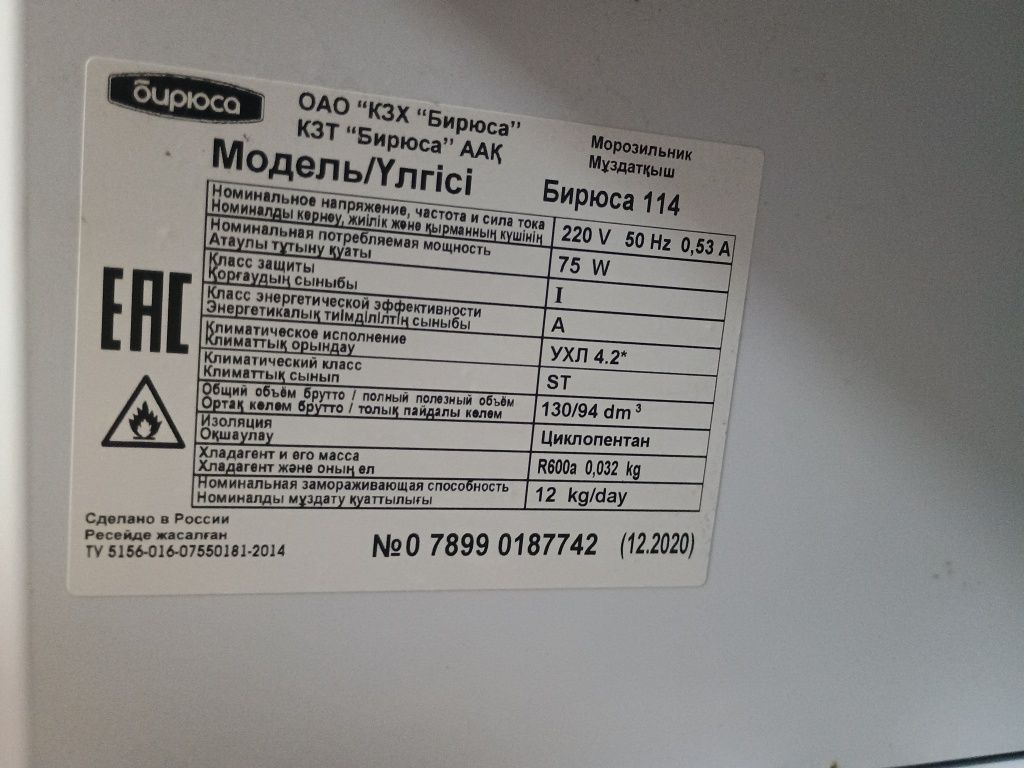 бирюса
ОАО “КЗХ “Бирюса”
КЗТ “Бирюса” ААҚ
Морозильник
Мұздатқыш
Модель/Үлгісі
Бирюса 114
Номинальное напряжение, частота и сила тока
Номиналды кернеу, жиілік және қырманның күшінің
220 V 50 Hz 0,53 A
Номинальная потребляемая мощность
Атаулы тұтыну қуаты
75 W
Класс защиты
Қорғаудың сыныбы
I
Класс энергетической эффективности
Энергетикалық тиімділілтің сыныбы
A
Климатическое исполнение
Климаттық орындау
УХЛ 4.2*
Климатический класс
Климаттық сынып
ST
Общий объём брутто / полный полезный объём
Ортақ көлем брутто / толық пайдалы көлем
130/94 dm³
Изоляция
Оқшаулау
Циклопентан
Хладагент и его масса
Хладагент және оның ел
R600a 0,032 kg
Номинальная замораживающая способность
Номиналды мұздату қуаттылығы
12 kg/day
EAC
Сделано в России
Ресейде жасалған
ТУ 5156-016-07550181-2014
№0 7899 0187742 (12.2020)